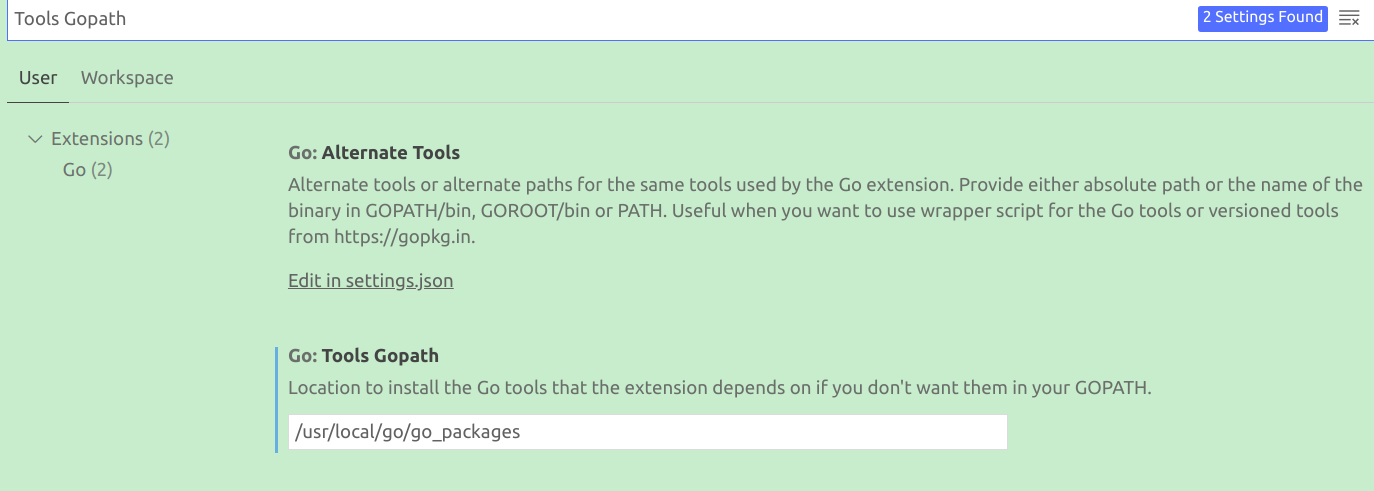 Tools Gopath
2 Settings Found
User Workspace
Extensions (2)
Go (2)
Go: Alternate Tools
Alternate tools or alternate paths for the same tools used by the Go extension. Provide either absolute path or the name of the
binary in GOPATH/bin, GOROOT/bin or PATH. Useful when you want to use wrapper script for the Go tools or versioned tools
from https://gopkg.in.
Edit in settings.json
Go: Tools Gopath
Location to install the Go tools that the extension depends on if you don't want them in your GOPATH.
/usr/local/go/go_packages